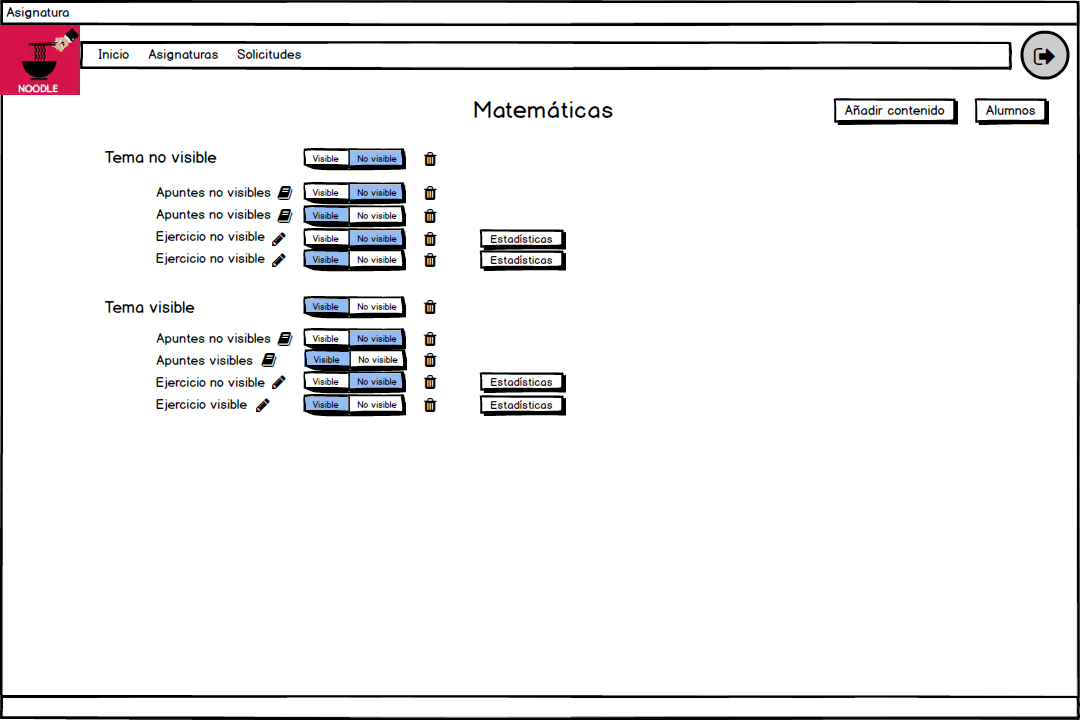 Asignatura
NOODLE
Inicio Asignaturas Solicitudes
Matemáticas Añadir contenido Alumnos
Tema no visible Visible No visible
Apuntes no visibles Visible No visible
Apuntes no visibles Visible No visible
Ejercicio no visible Visible No visible Estadísticas
Ejercicio no visible Visible No visible Estadísticas
Tema visible Visible No visible
Apuntes no visibles Visible No visible
Apuntes visibles Visible No visible
Ejercicio no visible Visible No visible Estadísticas
Ejercicio visible Visible No visible Estadísticas